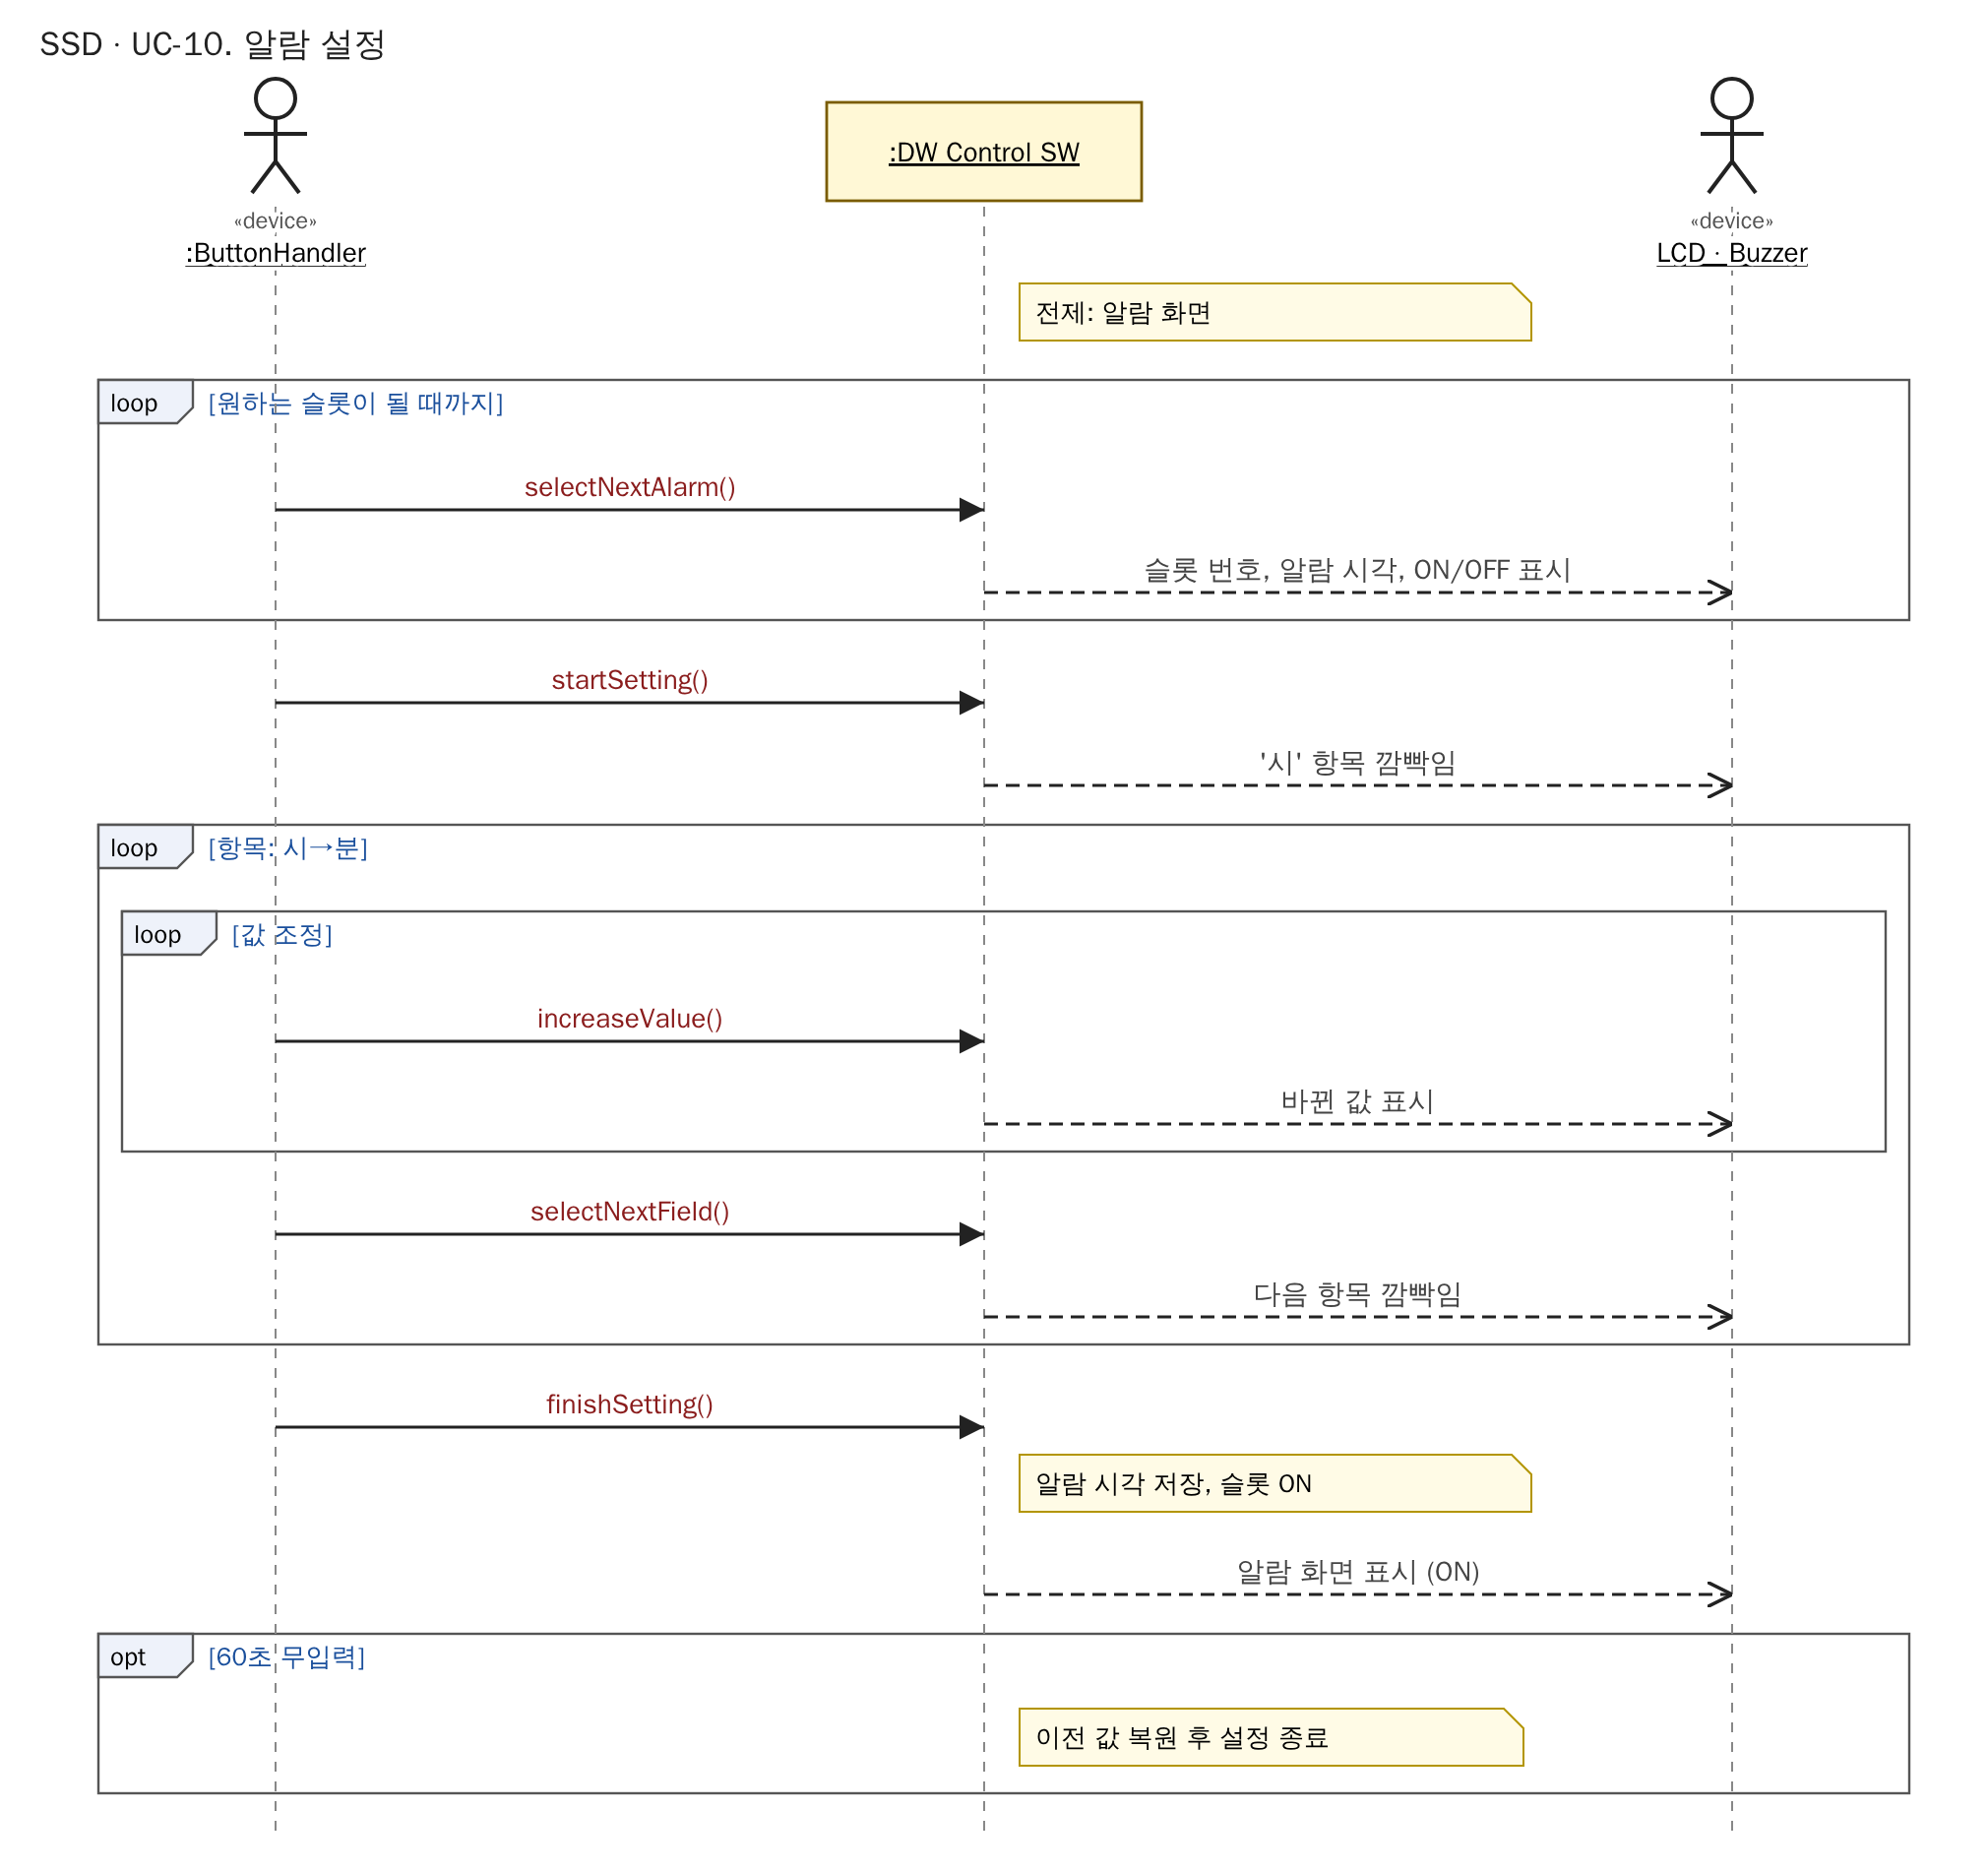 SSD · UC-10. 알람 설정
:DW Control SW
«device»
:ButtonHandler
«device»
LCD · Buzzer
전제: 알람 화면
loop [원하는 슬롯이 될 때까지]
selectNextAlarm()
슬롯 번호, 알람 시각, ON/OFF 표시
startSetting()
'시' 항목 깜빡임
loop [항목: 시→분]
loop [값 조정]
increaseValue()
바뀐 값 표시
selectNextField()
다음 항목 깜빡임
finishSetting()
알람 시각 저장, 슬롯 ON
알람 화면 표시 (ON)
opt [60초 무입력]
이전 값 복원 후 설정 종료